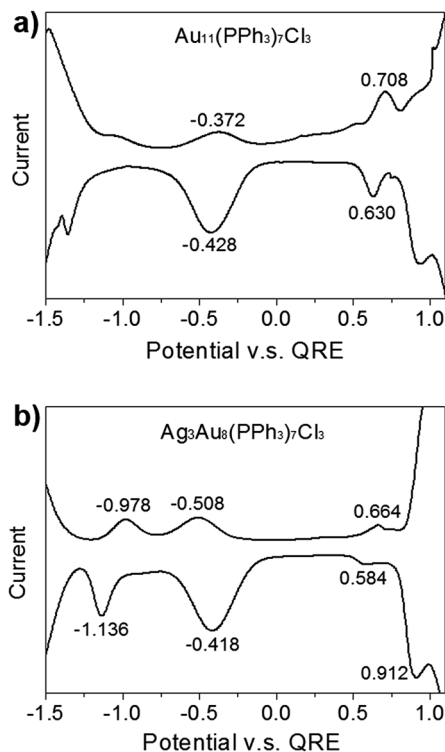 a)
Au₁₁(PPh₃)₇Cl₃
0.708
-0.372
Current
-0.428
0.630
-1.5 -1.0 -0.5 0.0 0.5 1.0
Potential v.s. QRE
b)
Ag₃Au₈(PPh₃)₇Cl₃
-0.978 -0.508 0.664
Current
-1.136 -0.418 0.584
0.912
-1.5 -1.0 -0.5 0.0 0.5 1.0
Potential v.s. QRE